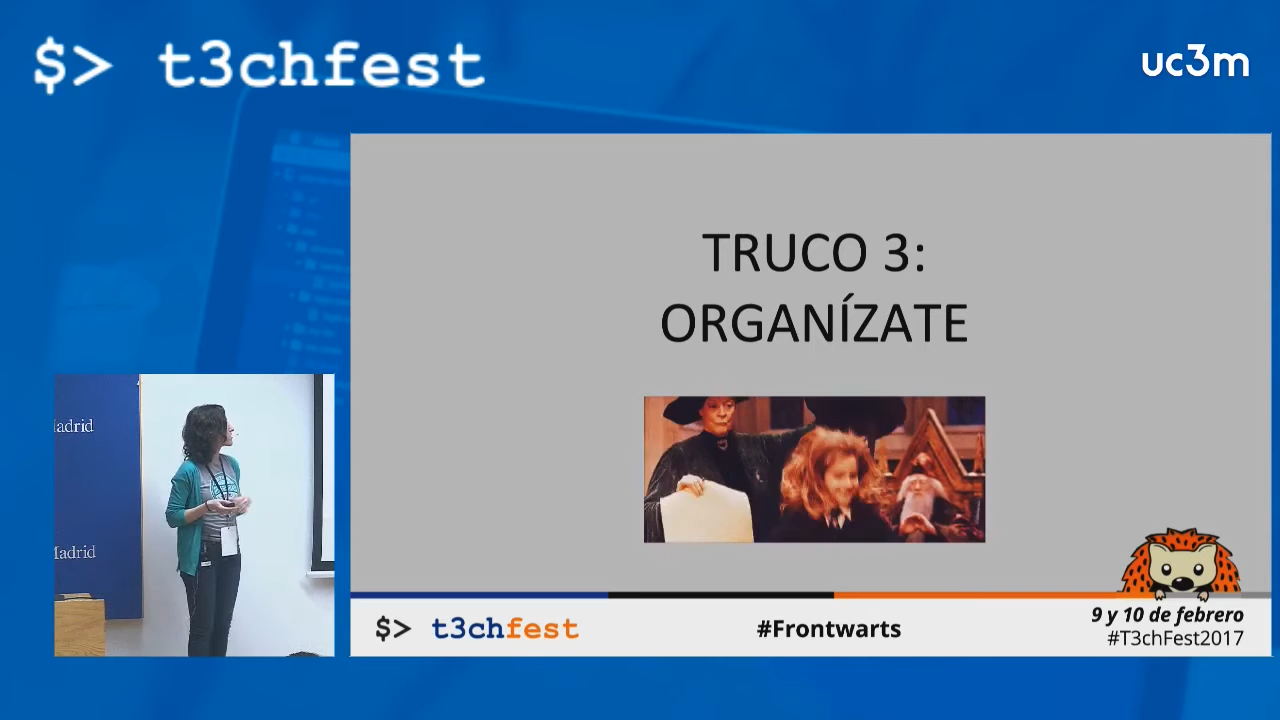 $> t3chfest
uc3m
TRUCO 3:
ORGANÍZATE
adrid
adrid
$> t3chfest
#Frontwarts
9 y 10 de febrero
#T3chFest2017